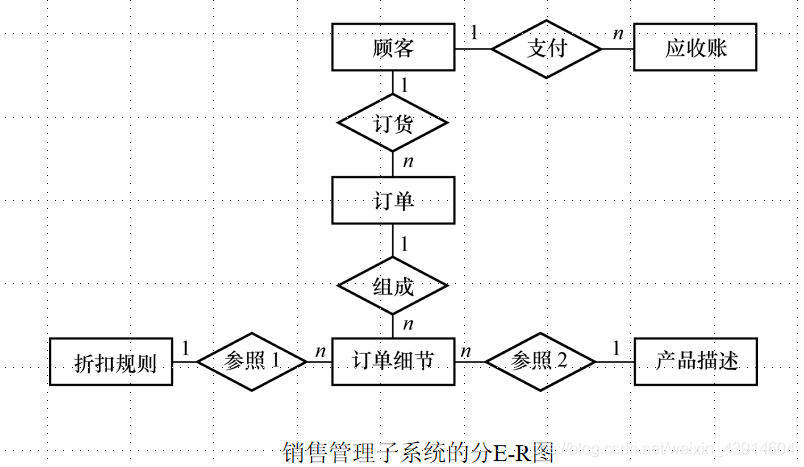 顾客 1 支付 n 应收账
1
订货
n
订单
1
组成
n
折扣规则 1 参照1 n 订单细节 n 参照2 1 产品描述
销售管理子系统的分E-R图
https://blog.csdn.net/weixin_43914604